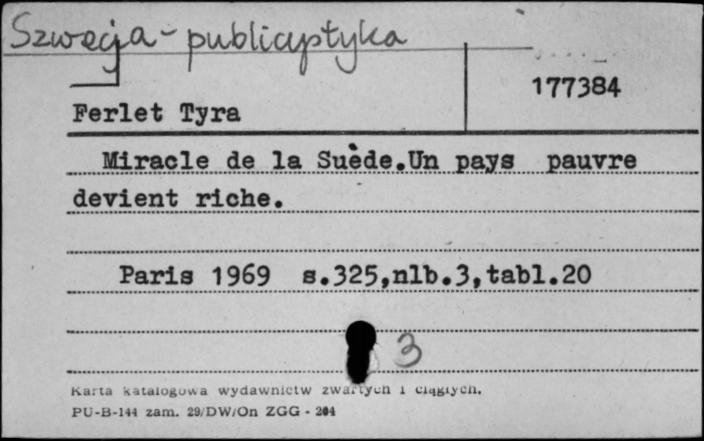 Szwecja - publicystyka
177384
Ferlet Tyra
Miracle de la Suède.Un pays pauvre
devient riche.
Paris 1969 s.325,nlb.3,tabl.20
3
Karta katalogowa wydawnictw zwartych i ciągłych.
PU-B-144 zam. 29/DW/On ZGG - 204